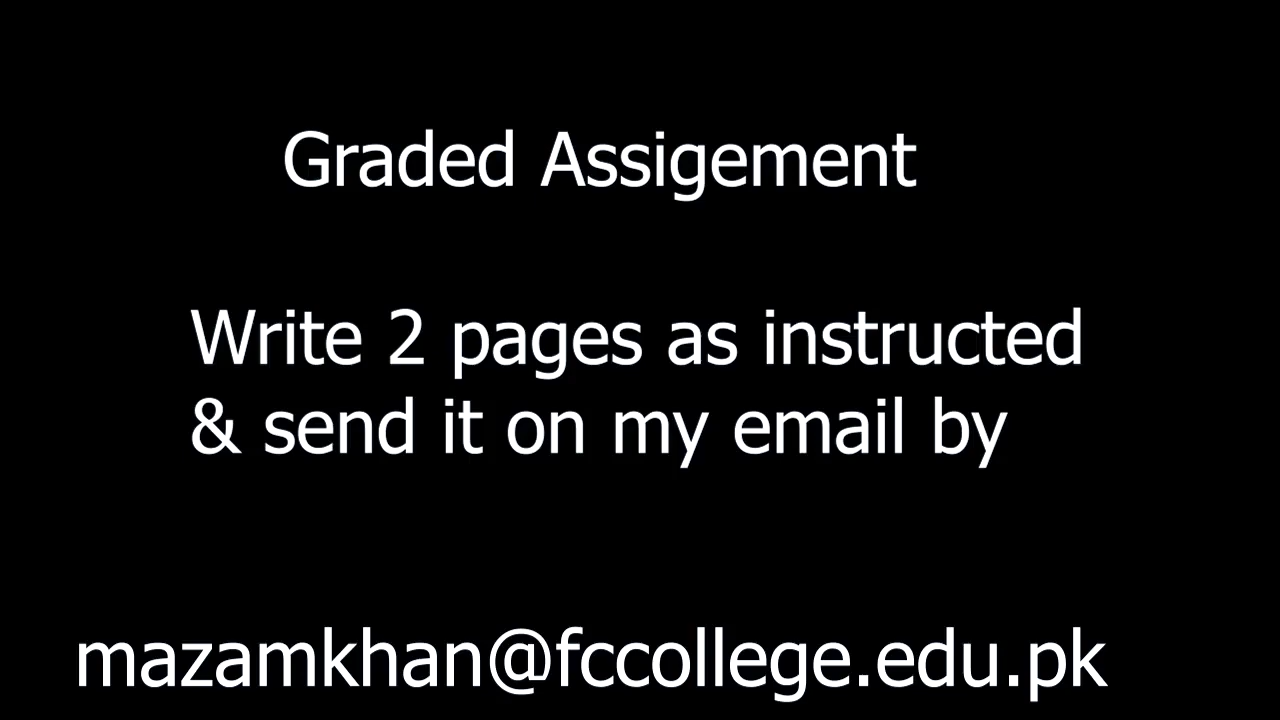 Graded Assigement
Write 2 pages as instructed
& send it on my email by
mazamkhan@fccollege.edu.pk